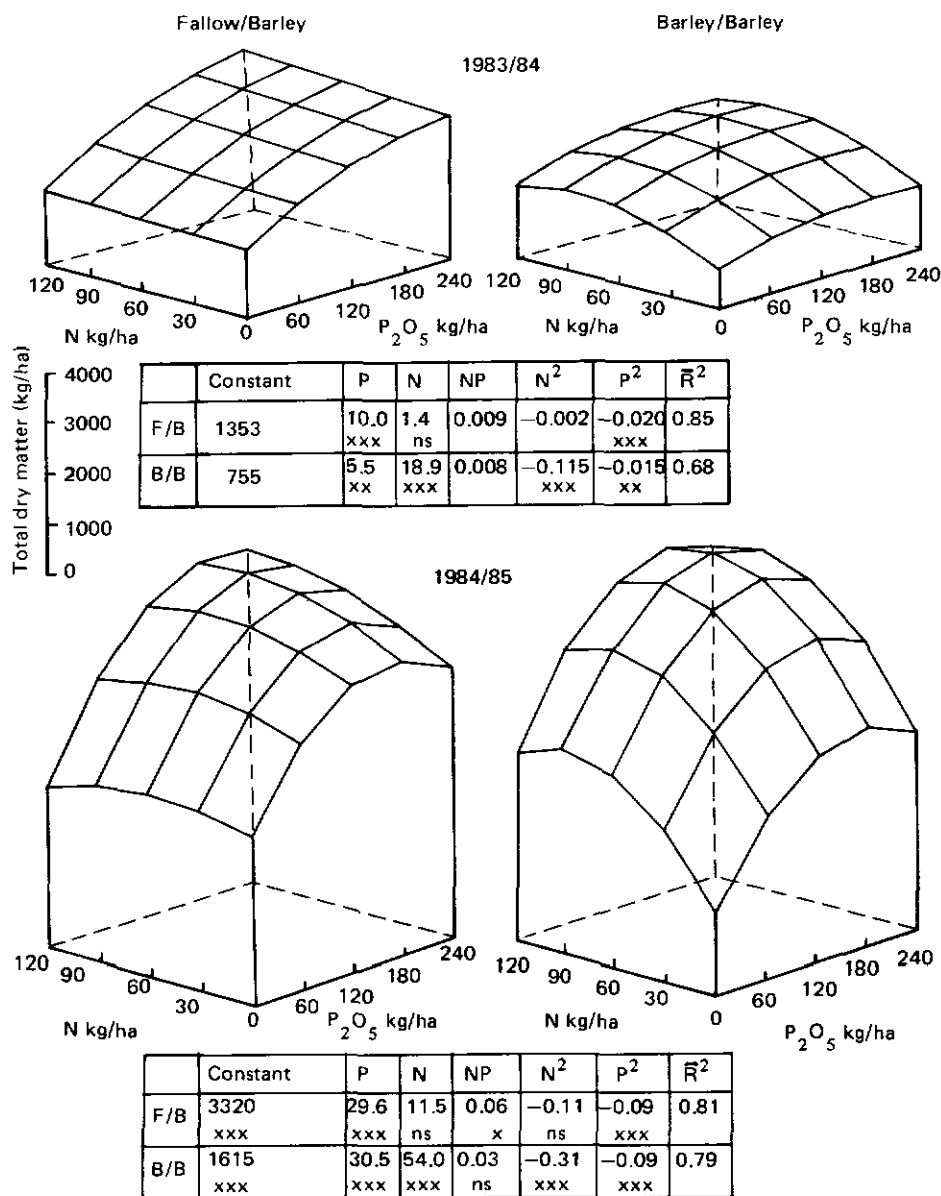 Fallow/Barley
Barley/Barley
1983/84
120 90 60 30 0 60 120 180 240
N kg/ha P₂O₅ kg/ha
120 90 60 30 0 60 120 180 240
N kg/ha P₂O₅ kg/ha
Total dry matter (kg/ha)
4000
3000
2000
1000
0
Constant P N NP N² P² R̄²
F/B 1353 10.0 1.4 0.009 −0.002 −0.020 0.85
xxx ns xxx
B/B 755 5.5 18.9 0.008 −0.115 −0.015 0.68
xx xxx xxx xx
1984/85
120 90 60 30 0 60 120 180 240
N kg/ha P₂O₅ kg/ha
120 90 60 30 0 60 120 180 240
N kg/ha P₂O₅ kg/ha
Constant P N NP N² P² R̄²
F/B 3320 29.6 11.5 0.06 −0.11 −0.09 0.81
xxx xxx ns x ns xxx
B/B 1615 30.5 54.0 0.03 −0.31 −0.09 0.79
xxx xxx xxx ns xxx xxx